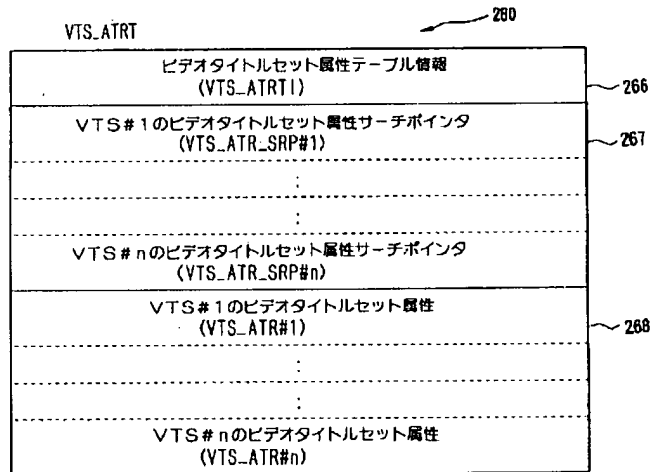 280
VTS_ATRT
ビデオタイトルセット属性テーブル情報
(VTS_ATRTI)
266
VTS#1のビデオタイトルセット属性サーチポインタ
(VTS_ATR_SRP#1)
267
:
:
VTS#nのビデオタイトルセット属性サーチポインタ
(VTS_ATR_SRP#n)
VTS#1のビデオタイトルセット属性
(VTS_ATR#1)
268
:
:
VTS#nのビデオタイトルセット属性
(VTS_ATR#n)